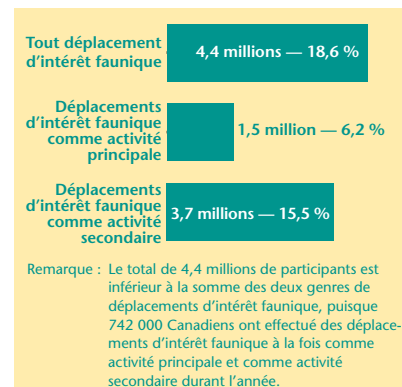 Tout déplacement
d'intérêt faunique
4,4 millions — 18,6 %
Déplacements
d'intérêt faunique
comme activité
principale
1,5 million — 6,2 %
Déplacements
d'intérêt faunique
comme activité
secondaire
3,7 millions — 15,5 %
Remarque : Le total de 4,4 millions de participants est
inférieur à la somme des deux genres de
déplacements d'intérêt faunique, puisque
742 000 Canadiens ont effectué des déplace-
ments d'intérêt faunique à la fois comme
activité principale et comme activité
secondaire durant l'année.